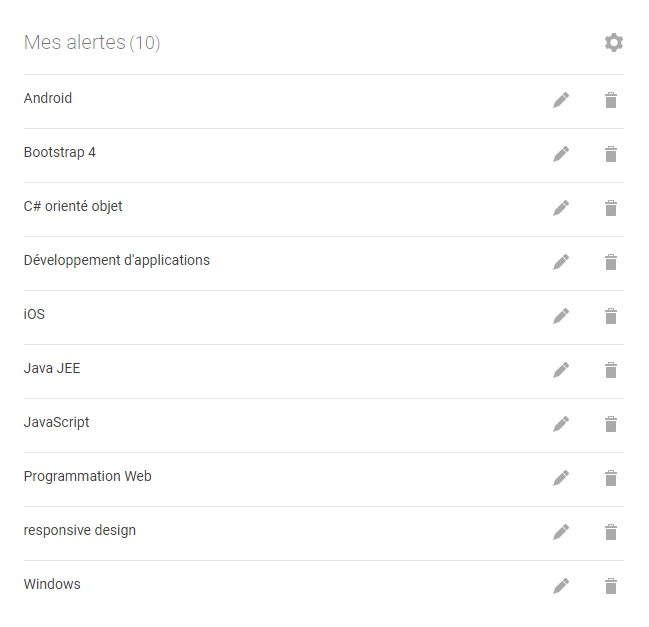 Mes alertes (10)
Android
Bootstrap 4
C# orienté objet
Développement d'applications
iOS
Java JEE
JavaScript
Programmation Web
responsive design
Windows